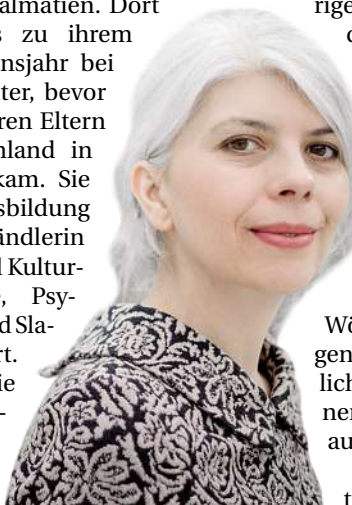 almatien. Dort
s zu ihrem
nsjahr bei
ter, bevor
ren Eltern
nland in
kam. Sie
sbildung
ändlerin
d Kultur-
, Psy-
d Sla-
rt.
ie
-
rige
Wö
gen
lich
ner
au
t